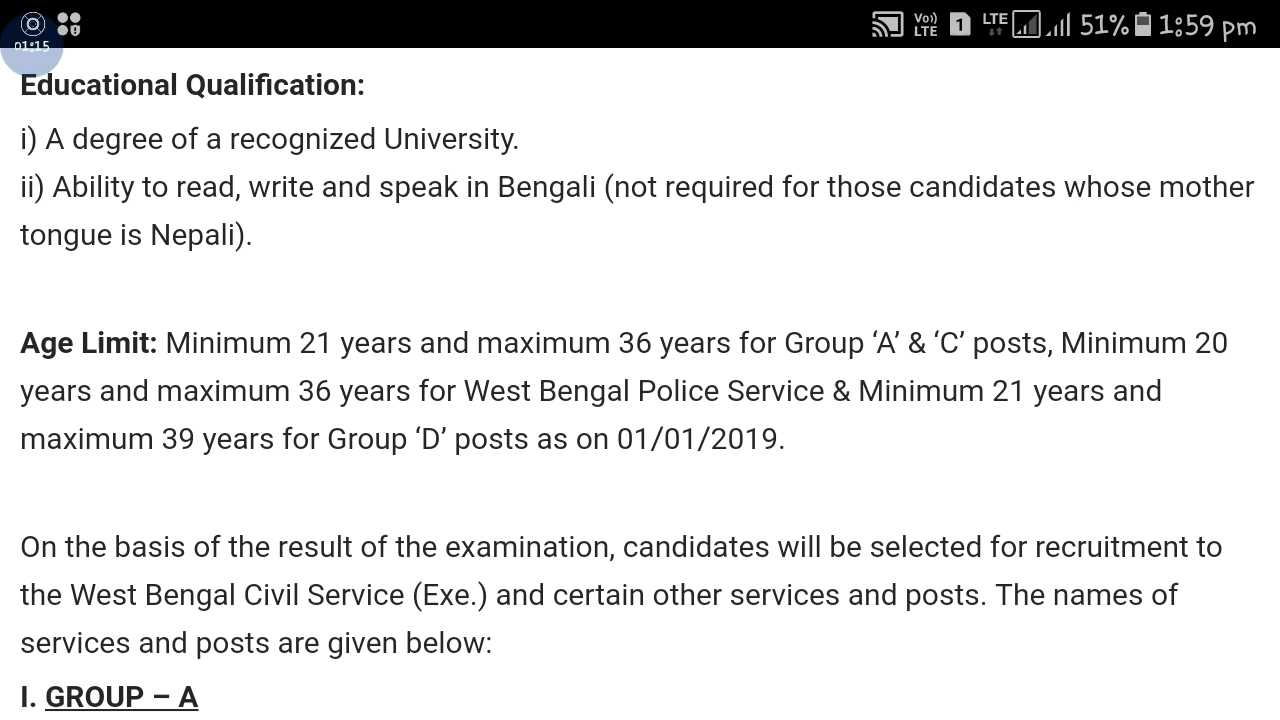 01:15
Vo)) LTE 1 LTE 51% 1:59 pm
Educational Qualification:
i) A degree of a recognized University.
ii) Ability to read, write and speak in Bengali (not required for those candidates whose mother
tongue is Nepali).
Age Limit: Minimum 21 years and maximum 36 years for Group ‘A’ & ‘C’ posts, Minimum 20
years and maximum 36 years for West Bengal Police Service & Minimum 21 years and
maximum 39 years for Group ‘D’ posts as on 01/01/2019.
On the basis of the result of the examination, candidates will be selected for recruitment to
the West Bengal Civil Service (Exe.) and certain other services and posts. The names of
services and posts are given below:
I. GROUP – A